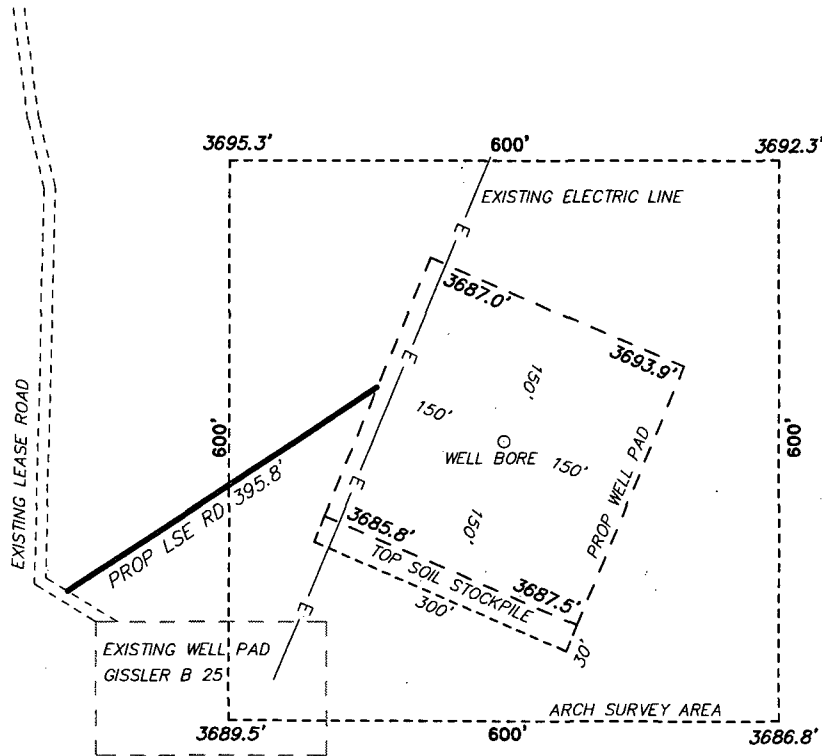 3695.3'
600'
3692.3'
EXISTING ELECTRIC LINE
E
3687.0'
E
3693.9'
150'
150'
EXISTING LEASE ROAD
600'
WELL BORE
150'
600'
PROP LSE RD 395.8'
E
150'
PROP WELL PAD
3685.8'
TOP SOIL STOCKPILE
3687.5'
300'
30'
E
EXISTING WELL PAD
GISSLER B 25
ARCH SURVEY AREA
3689.5'
600'
3686.8'